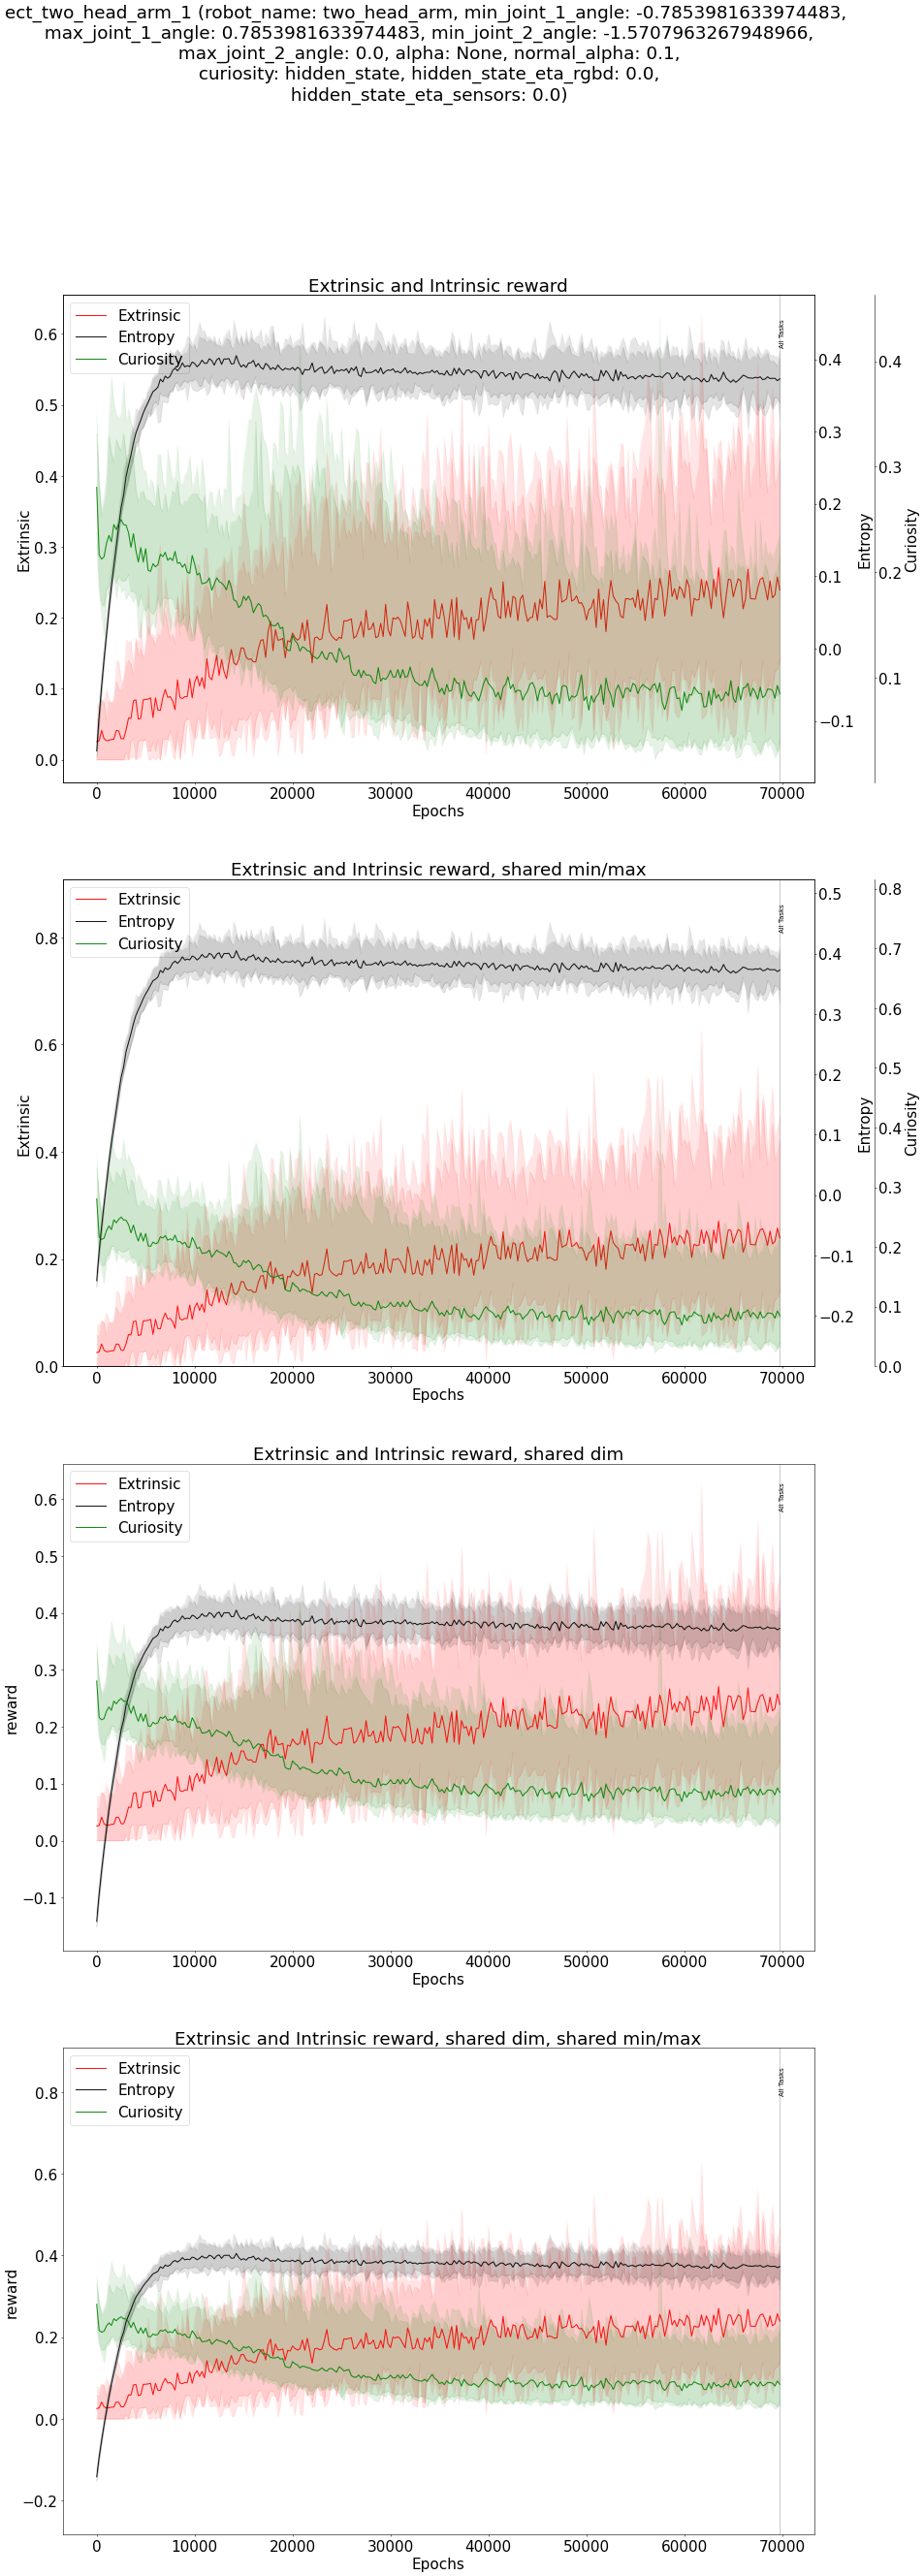 ect_two_head_arm_1 (robot_name: two_head_arm, min_joint_1_angle: -0.7853981633974483,
max_joint_1_angle: 0.7853981633974483, min_joint_2_angle: -1.5707963267948966,
max_joint_2_angle: 0.0, alpha: None, normal_alpha: 0.1,
curiosity: hidden_state, hidden_state_eta_rgbd: 0.0,
hidden_state_eta_sensors: 0.0)
Extrinsic and Intrinsic reward
Extrinsic
Entropy
Curiosity
All Tasks
0.6
0.5
0.4
0.3
0.2
0.1
0.0
Extrinsic
0.4
0.3
0.2
0.1
0.0
−0.1
Entropy
0.4
0.3
0.2
0.1
Curiosity
0 10000 20000 30000 40000 50000 60000 70000
Epochs
Extrinsic and Intrinsic reward, shared min/max
Extrinsic
Entropy
Curiosity
All Tasks
0.8
0.6
0.4
0.2
0.0
Extrinsic
0.5
0.4
0.3
0.2
0.1
0.0
−0.1
−0.2
Entropy
0.8
0.7
0.6
0.5
0.4
0.3
0.2
0.1
0.0
Curiosity
0 10000 20000 30000 40000 50000 60000 70000
Epochs
Extrinsic and Intrinsic reward, shared dim
Extrinsic
Entropy
Curiosity
All Tasks
0.6
0.5
0.4
0.3
0.2
0.1
0.0
−0.1
reward
0 10000 20000 30000 40000 50000 60000 70000
Epochs
Extrinsic and Intrinsic reward, shared dim, shared min/max
Extrinsic
Entropy
Curiosity
All Tasks
0.8
0.6
0.4
0.2
0.0
−0.2
reward
0 10000 20000 30000 40000 50000 60000 70000
Epochs